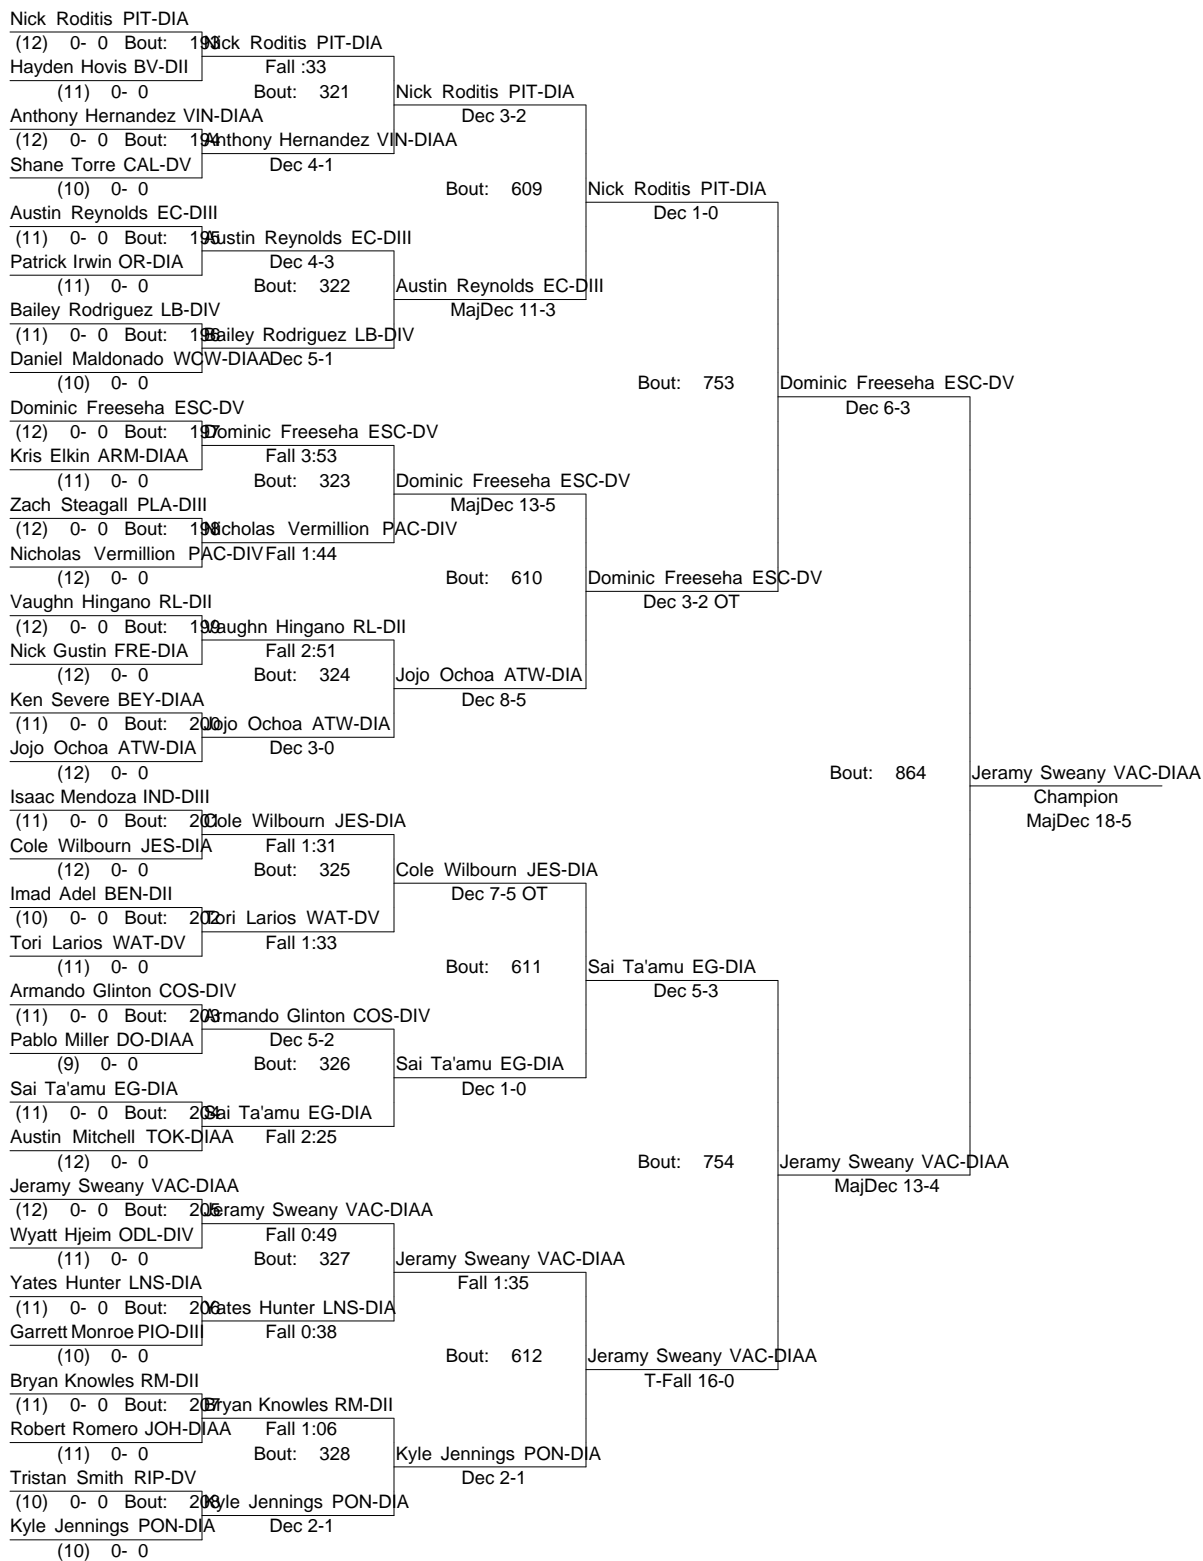 Nick Roditis PIT-DIA
(12) 0- 0 Bout: 193 Nick Roditis PIT-DIA
Hayden Hovis BV-DII Fall :33
(11) 0- 0 Bout: 321 Nick Roditis PIT-DIA
Anthony Hernandez VIN-DIAA Dec 3-2
(12) 0- 0 Bout: 194 Anthony Hernandez VIN-DIAA
Shane Torre CAL-DV Dec 4-1
(10) 0- 0 Bout: 609 Nick Roditis PIT-DIA
Austin Reynolds EC-DIII Dec 1-0
(11) 0- 0 Bout: 195 Austin Reynolds EC-DIII
Patrick Irwin OR-DIA Dec 4-3
(11) 0- 0 Bout: 322 Austin Reynolds EC-DIII
Bailey Rodriguez LB-DIV MajDec 11-3
(11) 0- 0 Bout: 196 Bailey Rodriguez LB-DIV
Daniel Maldonado WCW-DIAA Dec 5-1
(10) 0- 0 Bout: 753 Dominic Freeseha ESC-DV
Dominic Freeseha ESC-DV Dec 6-3
(12) 0- 0 Bout: 197 Dominic Freeseha ESC-DV
Kris Elkin ARM-DIAA Fall 3:53
(11) 0- 0 Bout: 323 Dominic Freeseha ESC-DV
Zach Steagall PLA-DIII MajDec 13-5
(12) 0- 0 Bout: 198 Nicholas Vermillion PAC-DIV
Nicholas Vermillion PAC-DIV Fall 1:44
(12) 0- 0 Bout: 610 Dominic Freeseha ESC-DV
Vaughn Hingano RL-DII Dec 3-2 OT
(12) 0- 0 Bout: 199 Vaughn Hingano RL-DII
Nick Gustin FRE-DIA Fall 2:51
(12) 0- 0 Bout: 324 Jojo Ochoa ATW-DIA
Ken Severe BEY-DIAA Dec 8-5
(11) 0- 0 Bout: 200 Jojo Ochoa ATW-DIA
Jojo Ochoa ATW-DIA Dec 3-0
(12) 0- 0 Bout: 864 Jeramy Sweany VAC-DIAA
Isaac Mendoza IND-DIII Champion
(11) 0- 0 Bout: 201 Cole Wilbourn JES-DIA MajDec 18-5
Cole Wilbourn JES-DIA Fall 1:31
(12) 0- 0 Bout: 325 Cole Wilbourn JES-DIA
Imad Adel BEN-DII Dec 7-5 OT
(10) 0- 0 Bout: 202 Tori Larios WAT-DV
Tori Larios WAT-DV Fall 1:33
(11) 0- 0 Bout: 611 Sai Ta'amu EG-DIA
Armando Glinton COS-DIV Dec 5-3
(11) 0- 0 Bout: 203 Armando Glinton COS-DIV
Pablo Miller DO-DIAA Dec 5-2
(9) 0- 0 Bout: 326 Sai Ta'amu EG-DIA
Sai Ta'amu EG-DIA Dec 1-0
(11) 0- 0 Bout: 204 Sai Ta'amu EG-DIA
Austin Mitchell TOK-DIAA Fall 2:25
(12) 0- 0 Bout: 754 Jeramy Sweany VAC-DIAA
Jeramy Sweany VAC-DIAA MajDec 13-4
(12) 0- 0 Bout: 205 Jeramy Sweany VAC-DIAA
Wyatt Hjeim ODL-DIV Fall 0:49
(11) 0- 0 Bout: 327 Jeramy Sweany VAC-DIAA
Yates Hunter LNS-DIA Fall 1:35
(11) 0- 0 Bout: 206 Yates Hunter LNS-DIA
Garrett Monroe PIO-DIII Fall 0:38
(10) 0- 0 Bout: 612 Jeramy Sweany VAC-DIAA
Bryan Knowles RM-DII T-Fall 16-0
(11) 0- 0 Bout: 207 Bryan Knowles RM-DII
Robert Romero JOH-DIAA Fall 1:06
(11) 0- 0 Bout: 328 Kyle Jennings PON-DIA
Tristan Smith RIP-DV Dec 2-1
(10) 0- 0 Bout: 208 Kyle Jennings PON-DIA
Kyle Jennings PON-DIA Dec 2-1
(10) 0- 0